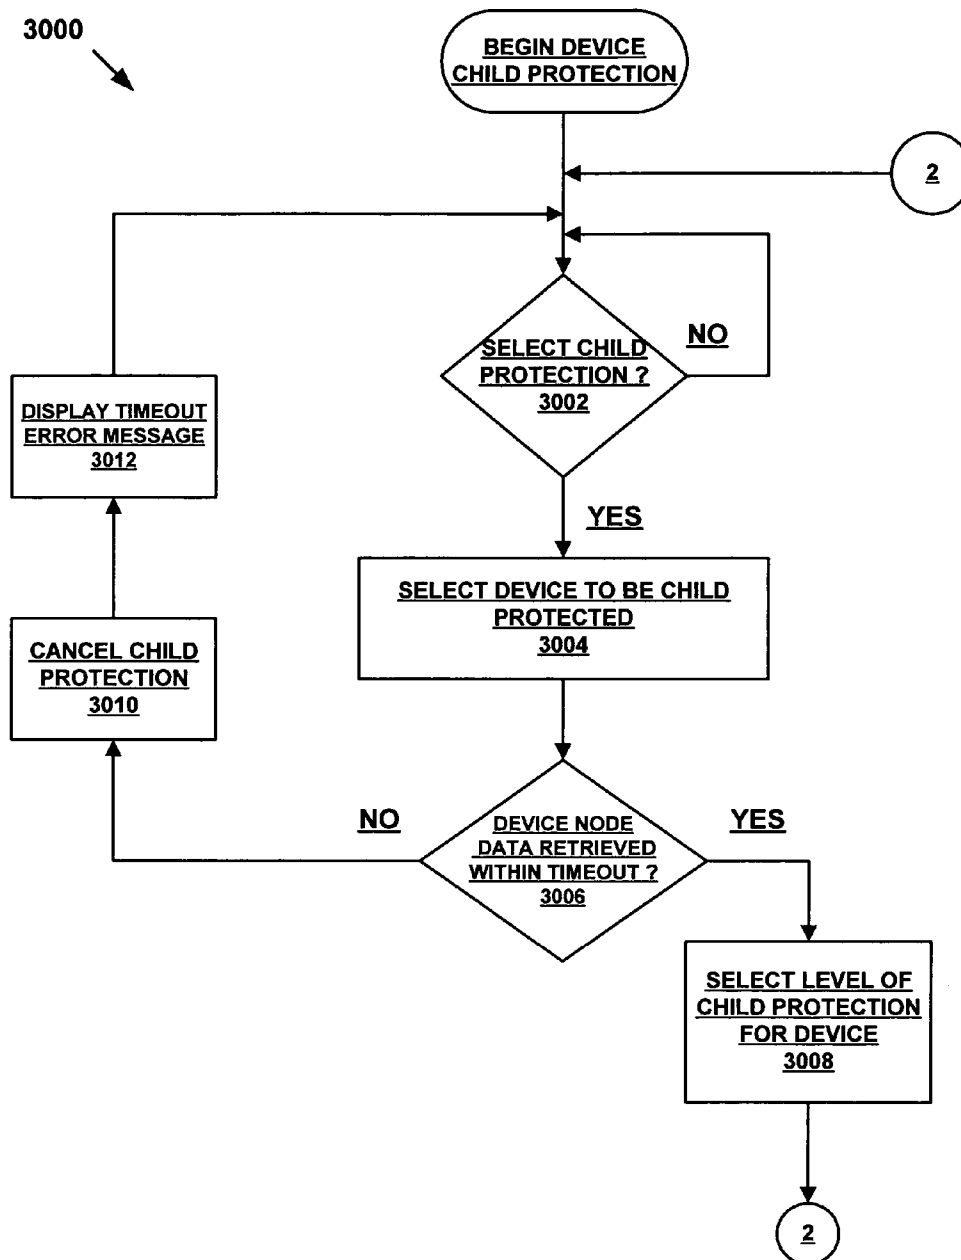 3000
BEGIN DEVICE
CHILD PROTECTION
2
SELECT CHILD
PROTECTION ?
3002
NO
YES
DISPLAY TIMEOUT
ERROR MESSAGE
3012
SELECT DEVICE TO BE CHILD
PROTECTED
3004
CANCEL CHILD
PROTECTION
3010
NO
YES
DEVICE NODE
DATA RETRIEVED
WITHIN TIMEOUT ?
3006
SELECT LEVEL OF
CHILD PROTECTION
FOR DEVICE
3008
2